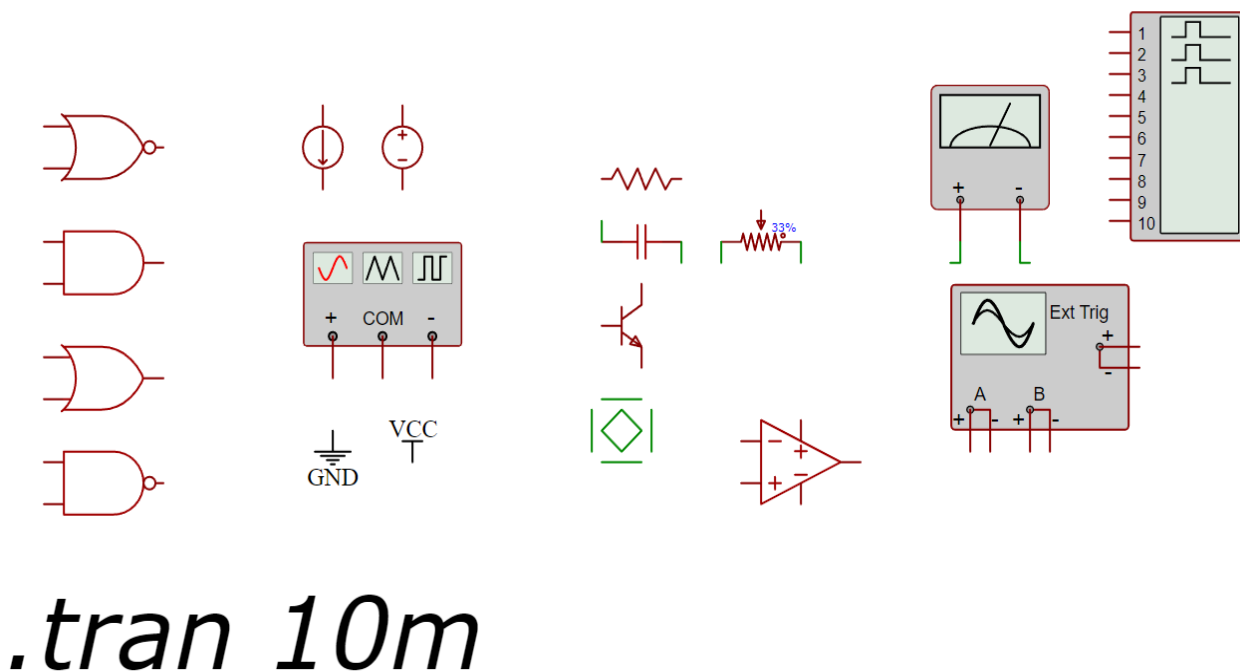 1
2
3
4
5
6
7
8
9
10
+ -
33%
+
-
+ COM -
Ext Trig
+
-
A B
+ - + -
VCC
GND
- +
+ -
.tran 10m